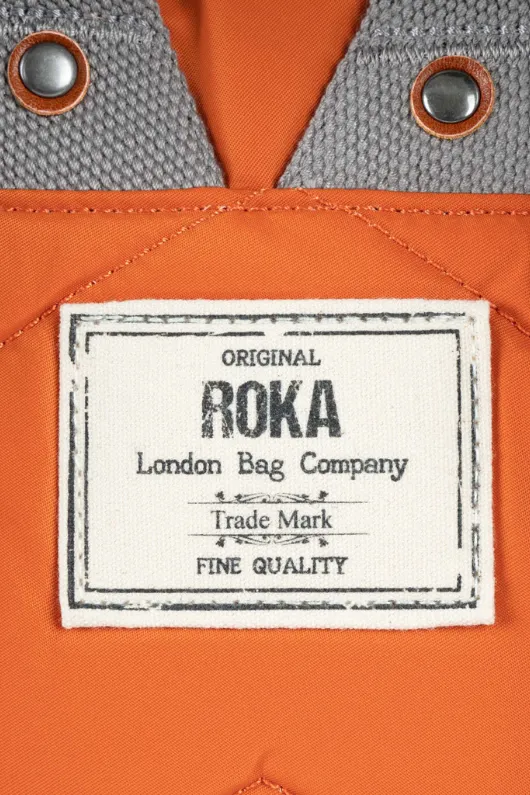 ORIGINAL
ROKA
London Bag Company
Trade Mark
FINE QUALITY